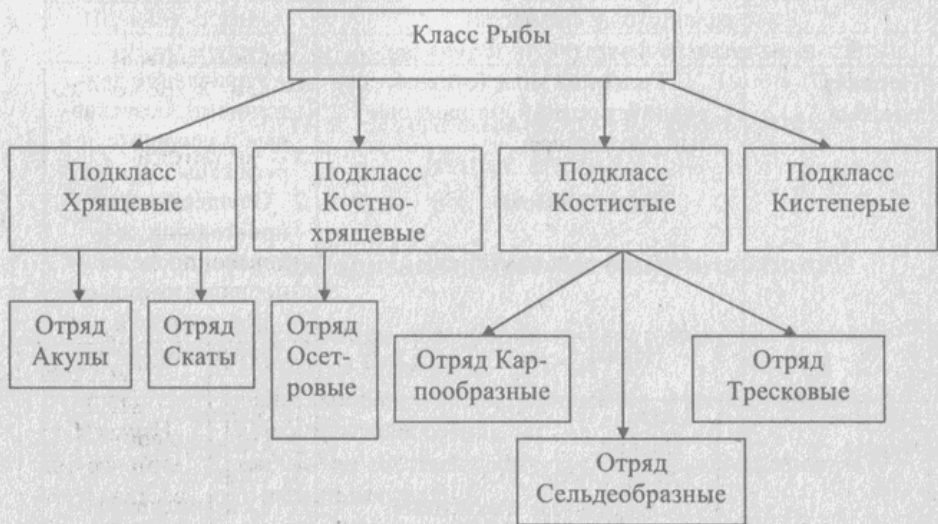 Класс Рыбы
Подкласс
Хрящевые
Подкласс
Костно-
хрящевые
Подкласс
Костистые
Подкласс
Кистеперые
Отряд
Акулы
Отряд
Скаты
Отряд
Осет-
ровые
Отряд Кар-
пообразные
Отряд
Тресковые
Отряд
Сельдеобразные